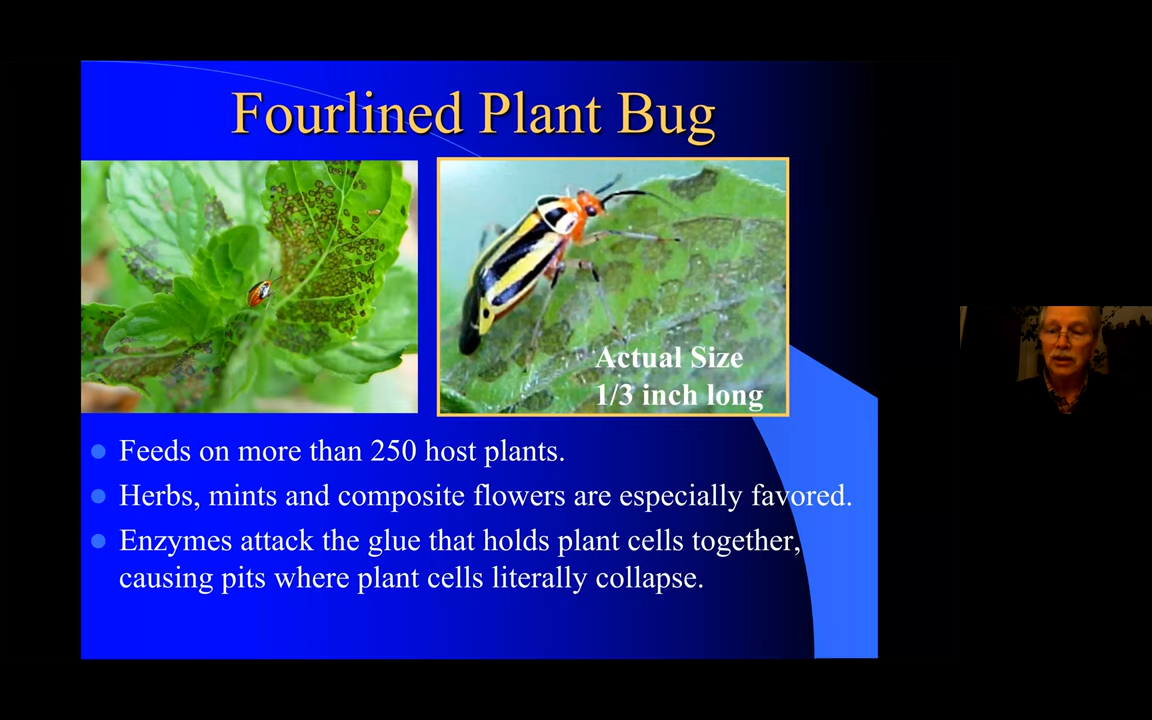 Fourlined Plant Bug
Actual Size
1/3 inch long
Feeds on more than 250 host plants.
Herbs, mints and composite flowers are especially favored.
Enzymes attack the glue that holds plant cells together,
causing pits where plant cells literally collapse.